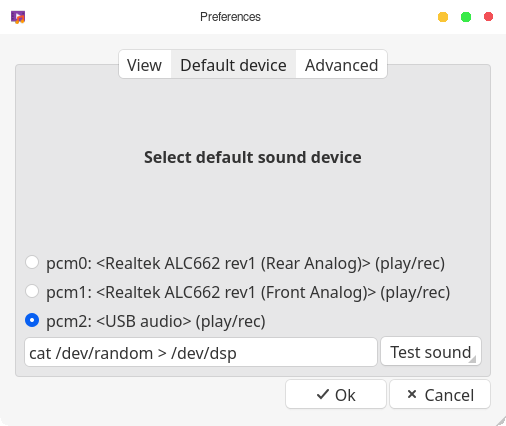 Preferences
View Default device Advanced
Select default sound device
pcm0: <Realtek ALC662 rev1 (Rear Analog)> (play/rec)
pcm1: <Realtek ALC662 rev1 (Front Analog)> (play/rec)
pcm2: <USB audio> (play/rec)
cat /dev/random > /dev/dsp Test sound
Ok Cancel